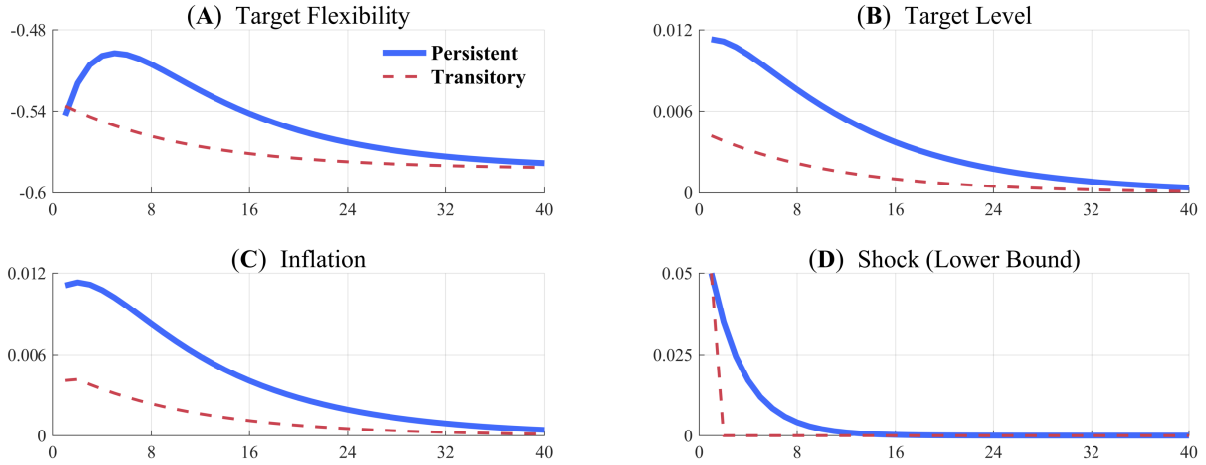 (A) Target Flexibility
-0.48
-0.54
-0.6
0 8 16 24 32 40
Persistent
Transitory
(B) Target Level
0.012
0.006
0
0 8 16 24 32 40
(C) Inflation
0.012
0.006
0
0 8 16 24 32 40
(D) Shock (Lower Bound)
0.05
0.025
0
0 8 16 24 32 40